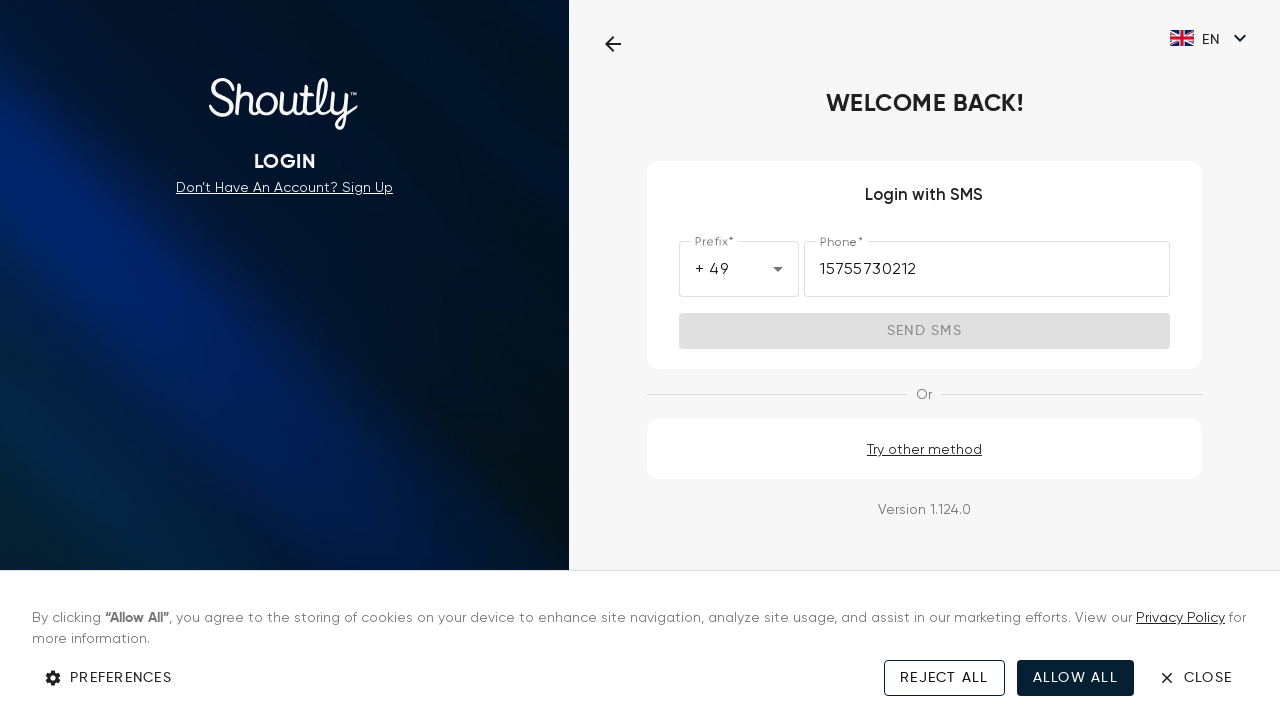 Shoutly™
LOGIN
Don't Have An Account? Sign Up
EN
WELCOME BACK!
Login with SMS
Prefix*
+ 49
Phone*
15755730212
SEND SMS
Or
Try other method
Version 1.124.0
By clicking “Allow All”, you agree to the storing of cookies on your device to enhance site navigation, analyze site usage, and assist in our marketing efforts. View our Privacy Policy for
more information.
PREFERENCES
REJECT ALL
ALLOW ALL
CLOSE